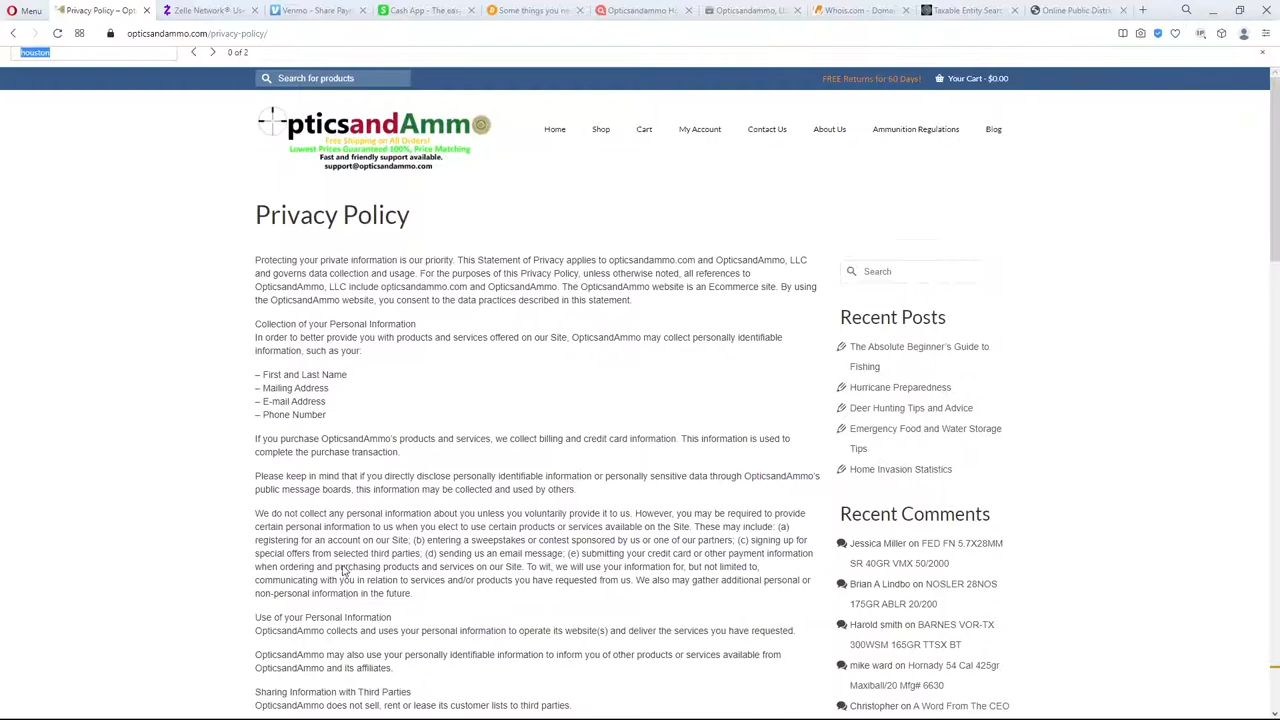 Menu
Privacy Policy – Opti
Zelle Network® Us
Venmo - Share Pay
Cash App - The eas
Some things you ne
Opticsandammo Ho
Opticsandammo, LL
Whois.com - Dom
Taxable Entity Sear
Online Public Distri
opticsandammo.com/privacy-policy/
houston
0 of 2
Search for products
FREE Returns for 60 Days!
Your Cart - $0.00
pticsandAmmo
Free Shipping on All Orders!
Lowest Prices Guaranteed 100%, Price Matching
Fast and friendly support available.
support@opticsandammo.com
Home
Shop
Cart
My Account
Contact Us
About Us
Ammunition Regulations
Blog
Privacy Policy
Protecting your private information is our priority. This Statement of Privacy applies to opticsandammo.com and OpticsandAmmo, LLC
and governs data collection and usage. For the purposes of this Privacy Policy, unless otherwise noted, all references to
OpticsandAmmo, LLC include opticsandammo.com and OpticsandAmmo. The OpticsandAmmo website is an Ecommerce site. By using
the OpticsandAmmo website, you consent to the data practices described in this statement.
Collection of your Personal Information
In order to better provide you with products and services offered on our Site, OpticsandAmmo may collect personally identifiable
information, such as your:
– First and Last Name
– Mailing Address
– E-mail Address
– Phone Number
If you purchase OpticsandAmmo's products and services, we collect billing and credit card information. This information is used to
complete the purchase transaction.
Please keep in mind that if you directly disclose personally identifiable information or personally sensitive data through OpticsandAmmo's
public message boards, this information may be collected and used by others.
We do not collect any personal information about you unless you voluntarily provide it to us. However, you may be required to provide
certain personal information to us when you elect to use certain products or services available on the Site. These may include: (a)
registering for an account on our Site; (b) entering a sweepstakes or contest sponsored by us or one of our partners; (c) signing up for
special offers from selected third parties; (d) sending us an email message; (e) submitting your credit card or other payment information
when ordering and purchasing products and services on our Site. To wit, we will use your information for, but not limited to,
communicating with you in relation to services and/or products you have requested from us. We also may gather additional personal or
non-personal information in the future.
Use of your Personal Information
OpticsandAmmo collects and uses your personal information to operate its website(s) and deliver the services you have requested.
OpticsandAmmo may also use your personally identifiable information to inform you of other products or services available from
OpticsandAmmo and its affiliates.
Sharing Information with Third Parties
OpticsandAmmo does not sell, rent or lease its customer lists to third parties.
Search
Recent Posts
The Absolute Beginner's Guide to
Fishing
Hurricane Preparedness
Deer Hunting Tips and Advice
Emergency Food and Water Storage
Tips
Home Invasion Statistics
Recent Comments
Jessica Miller on FED FN 5.7X28MM
SR 40GR VMX 50/2000
Brian A Lindbo on NOSLER 28NOS
175GR ABLR 20/200
Harold smith on BARNES VOR-TX
300WSM 165GR TTSX BT
mike ward on Hornady 54 Cal 425gr
Maxiball/20 Mfg# 6630
Christopher on A Word From The CEO